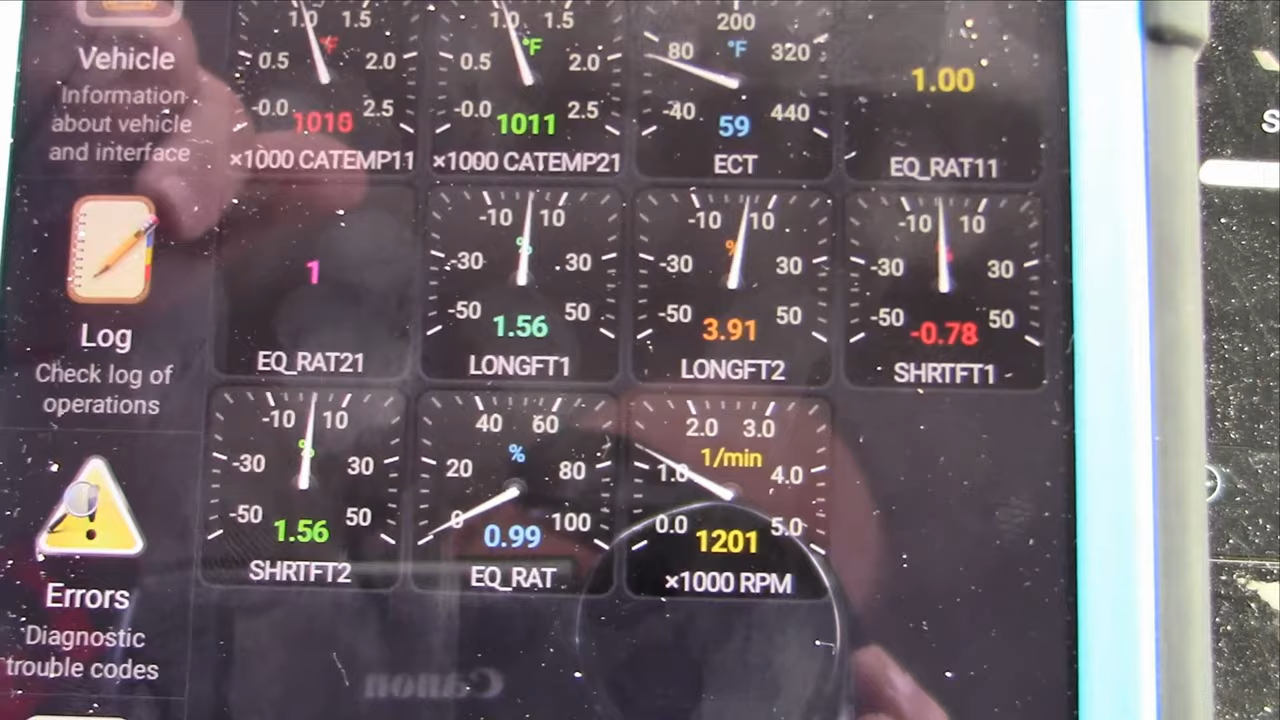 Vehicle
Information
about vehicle
and interface
Log
Check log of
operations
Errors
Diagnostic
trouble codes
1.0 1.5
°F
0.5 2.0
-0.0 2.5
1018
×1000 CATEMP11
1.0 1.5
°F
0.5 2.0
-0.0 2.5
1011
×1000 CATEMP21
200
80 °F 320
-40 440
59
ECT
1.00
EQ_RAT11
1
EQ_RAT21
-10 10
%
-30 30
-50 50
1.56
LONGFT1
-10 10
%
-30 30
-50 50
3.91
LONGFT2
-10 10
-30 30
-50 50
-0.78
SHRTFT1
-10 10
%
-30 30
-50 50
1.56
SHRTFT2
40 60
%
20 80
0 100
0.99
EQ_RAT
2.0 3.0
1/min
1.0 4.0
0.0 5.0
1201
×1000 RPM
Canon